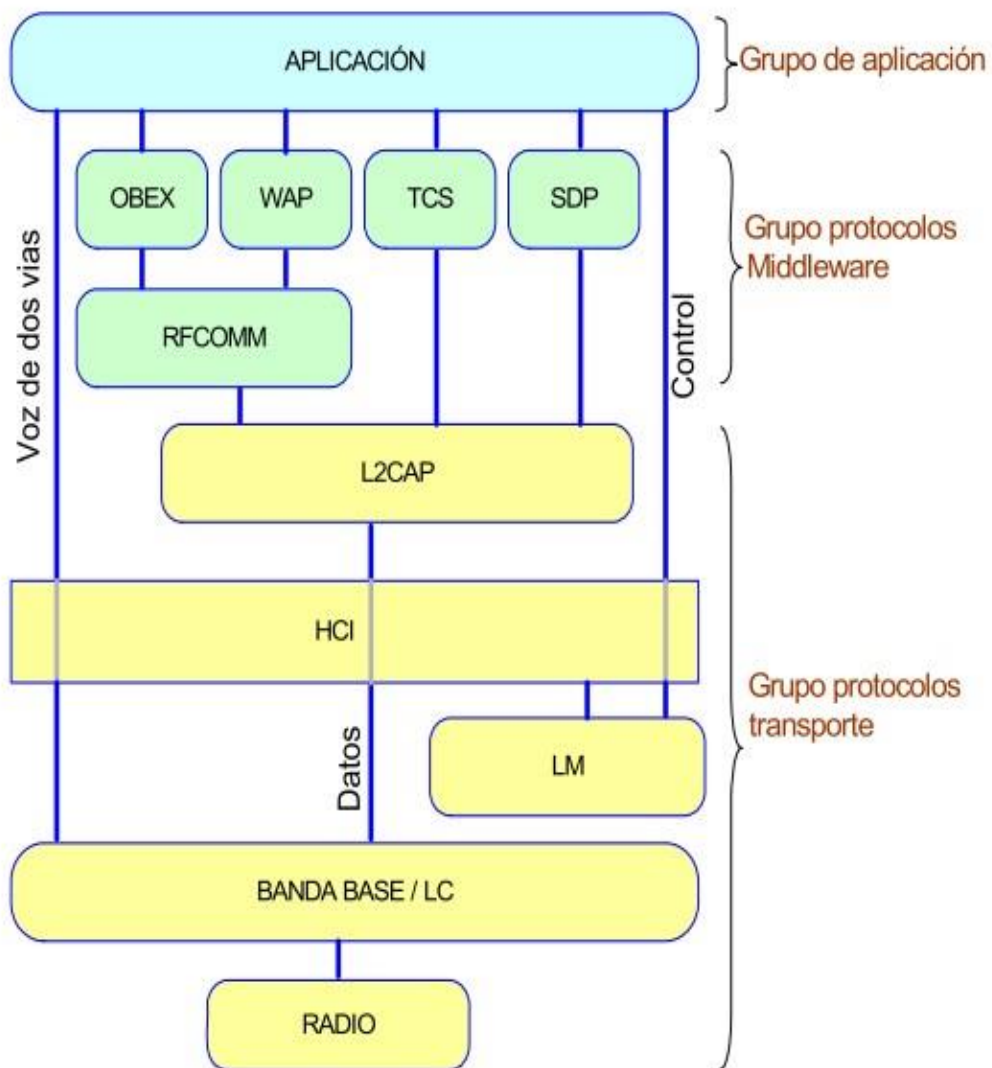 APLICACIÓN
Grupo de aplicación
OBEX
WAP
TCS
SDP
Grupo protocolos
Middleware
Voz de dos vias
Control
RFCOMM
L2CAP
HCI
Grupo protocolos
transporte
Datos
LM
BANDA BASE / LC
RADIO